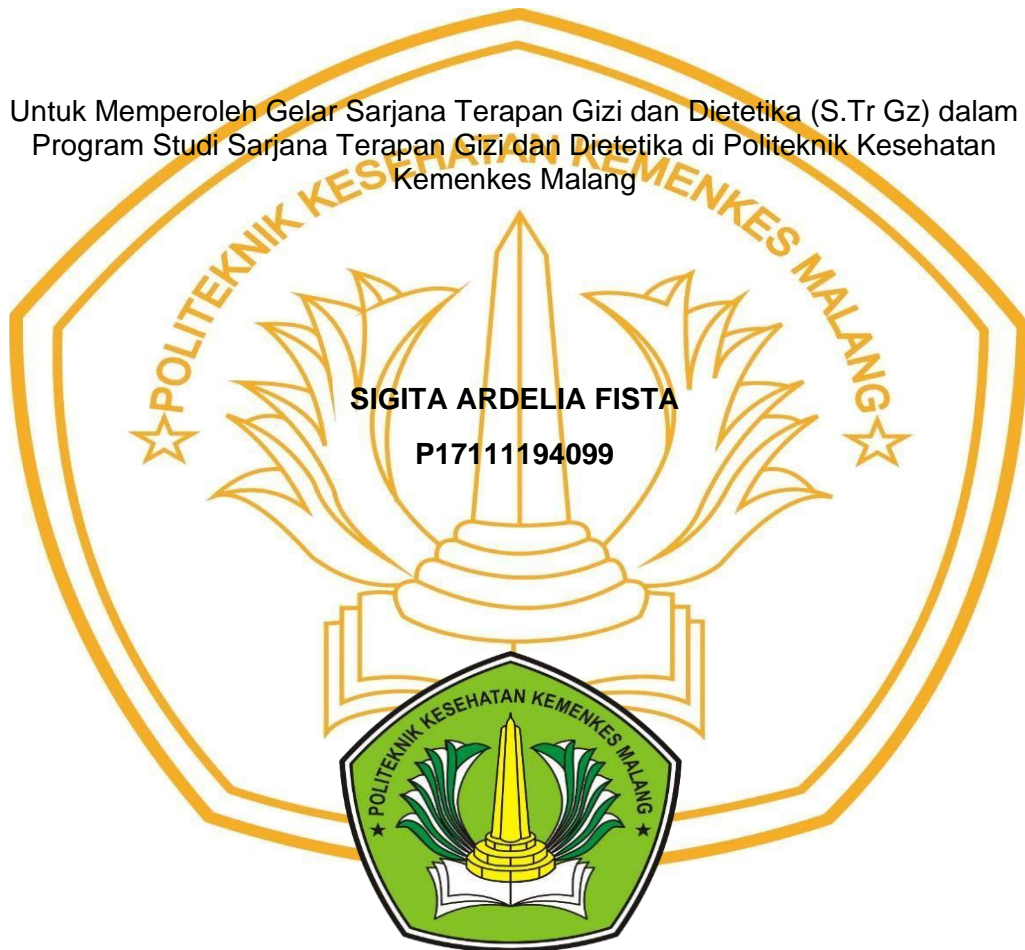 Untuk Memperoleh Gelar Sarjana Terapan Gizi dan Dietetika (S.Tr Gz) dalam
Program Studi Sarjana Terapan Gizi dan Dietetika di Politeknik Kesehatan
Kemenkes Malang
POLITEKNIK KESEHATAN KEMENKES MALANG
SIGITA ARDELIA FISTA
P17111194099
POLITEKNIK KESEHATAN KEMENKES MALANG